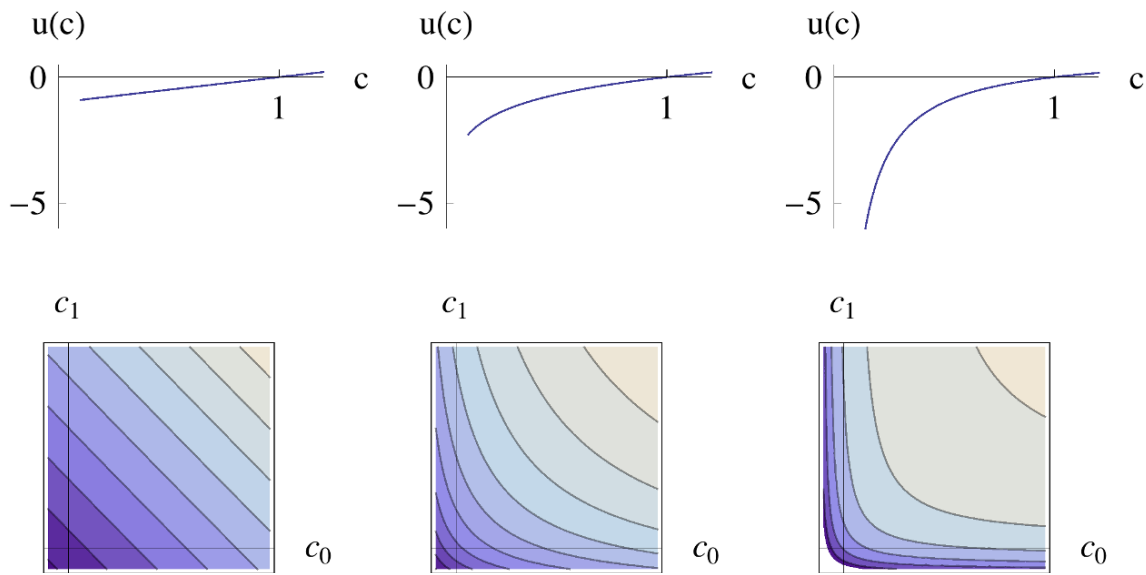 u(c) u(c) u(c)
0 c 0 c 0 c
1 1 1
−5 −5 −5
c₁ c₁ c₁
c₀ c₀ c₀